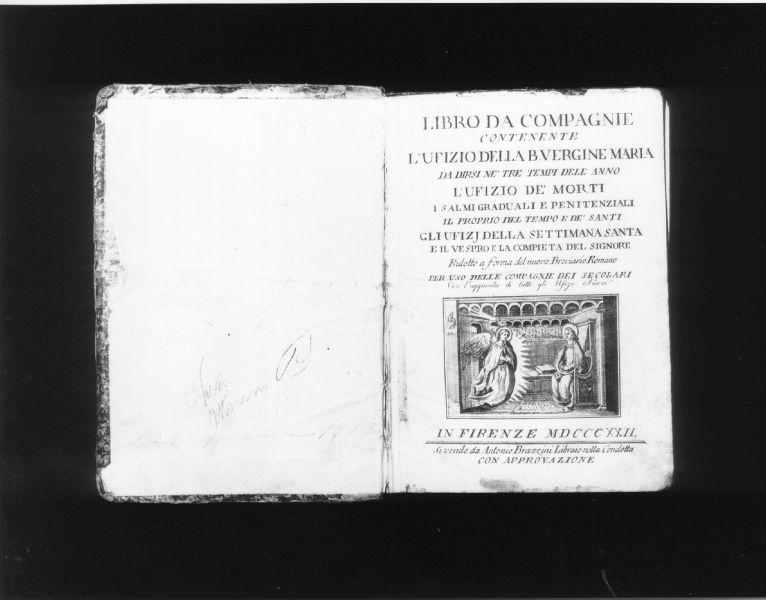 LIBRO DA COMPAGNIE
CONTENENTE
L'UFIZIO DELLA B.VERGINE MARIA
DA DIRSI NE' TRE TEMPI DELL' ANNO
L'UFIZIO DE' MORTI
I SALMI GRADUALI E PENITENZIALI
IL PROPRIO DEL TEMPO E DE' SANTI
GLI UFIZJ DELLA SETTIMANA SANTA
E IL VESPRO E LA COMPIETA DEL SIGNORE
Ridotto a forma del nuovo Breviario Romano
PER USO DELLE COMPAGNIE DEI SECOLARI
Con l'aggiunta di tutti gli Ufizi Nuovi
IN FIRENZE MDCCCXXII.
Si vende da Antonio Brazzini Libraio nella Condotta
CON APPROVAZIONE